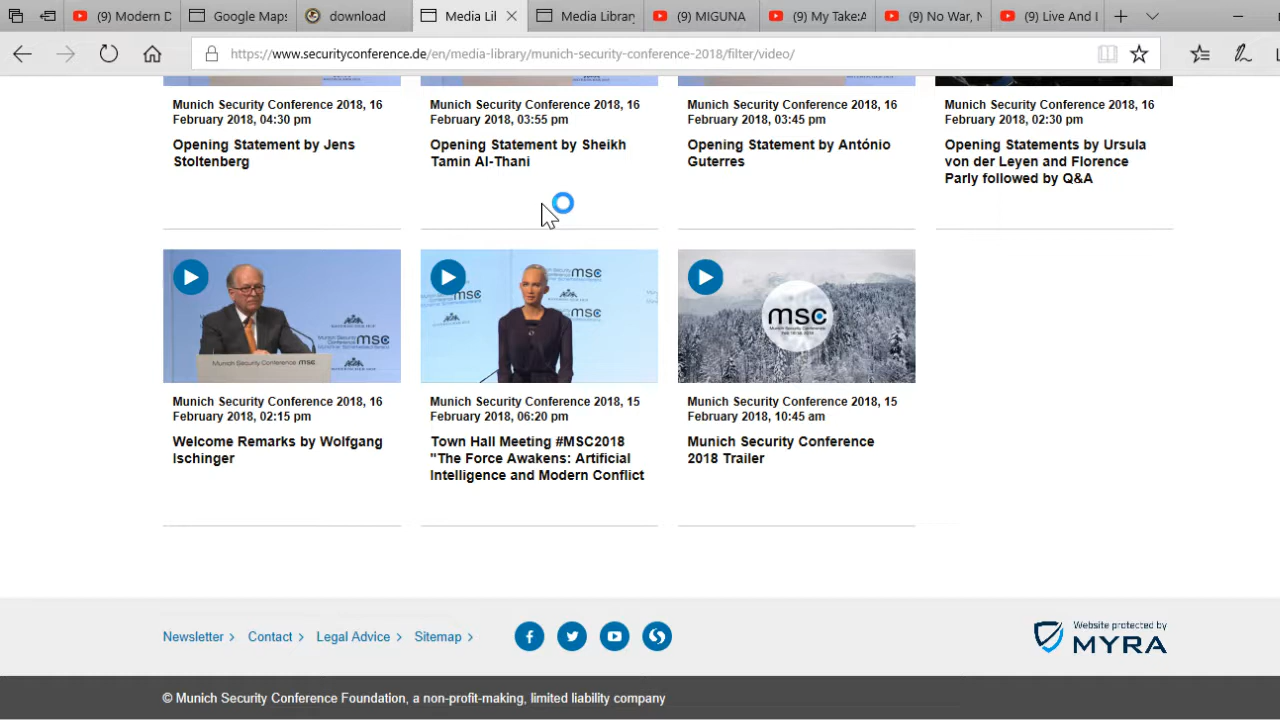 (9) Modern D
Google Maps
download
Media Lil
Media Library
(9) MIGUNA
(9) My Take:A
(9) No War, N
(9) Live And L
https://www.securityconference.de/en/media-library/munich-security-conference-2018/filter/video/
Munich Security Conference 2018, 16
February 2018, 04:30 pm
Opening Statement by Jens
Stoltenberg
Munich Security Conference 2018, 16
February 2018, 03:55 pm
Opening Statement by Sheikh
Tamin Al-Thani
Munich Security Conference 2018, 16
February 2018, 03:45 pm
Opening Statement by António
Guterres
Munich Security Conference 2018, 16
February 2018, 02:30 pm
Opening Statements by Ursula
von der Leyen and Florence
Parly followed by Q&A
msc
Munich Security Conference msc
msc
msc
msc
msc
Munich Security Conference 2018, 16
February 2018, 02:15 pm
Welcome Remarks by Wolfgang
Ischinger
Munich Security Conference 2018, 15
February 2018, 06:20 pm
Town Hall Meeting #MSC2018
"The Force Awakens: Artificial
Intelligence and Modern Conflict
Munich Security Conference 2018, 15
February 2018, 10:45 am
Munich Security Conference
2018 Trailer
Newsletter
Contact
Legal Advice
Sitemap
Website protected by
MYRA
© Munich Security Conference Foundation, a non-profit-making, limited liability company